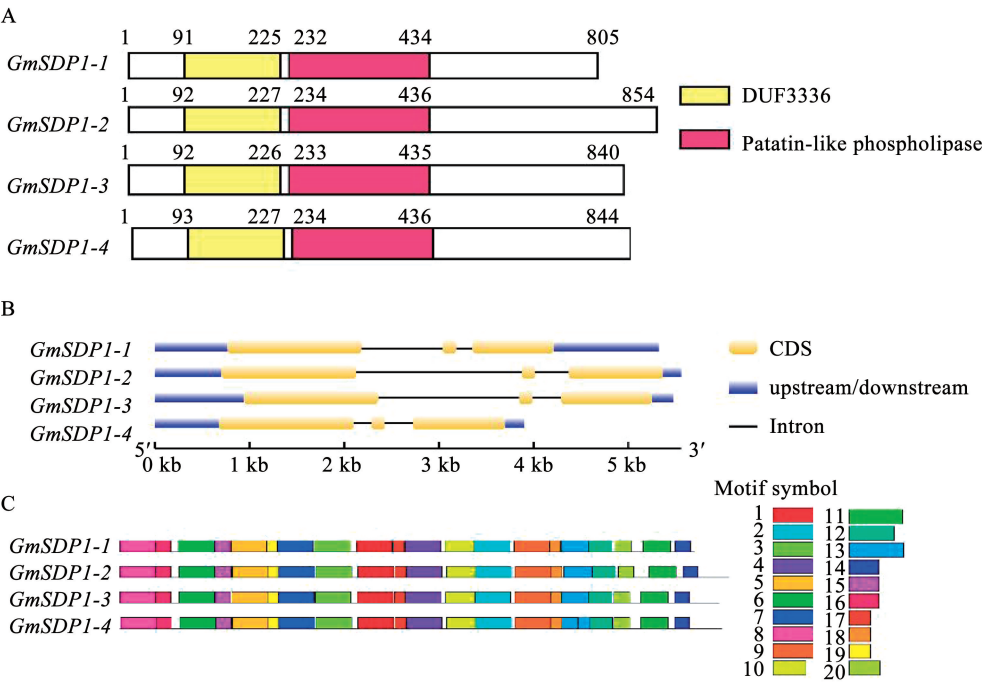 A
1 91 225 232 434 805
GmSDP1-1
1 92 227 234 436 854
GmSDP1-2
1 92 226 233 435 840
GmSDP1-3
1 93 227 234 436 844
GmSDP1-4
DUF3336
Patatin-like phospholipase
B
GmSDP1-1
GmSDP1-2
GmSDP1-3
GmSDP1-4
CDS
upstream/downstream
Intron
5′ 3′
0 kb 1 kb 2 kb 3 kb 4 kb 5 kb
C
GmSDP1-1
GmSDP1-2
GmSDP1-3
GmSDP1-4
Motif symbol
1 11
2 12
3 13
4 14
5 15
6 16
7 17
8 18
9 19
10 20